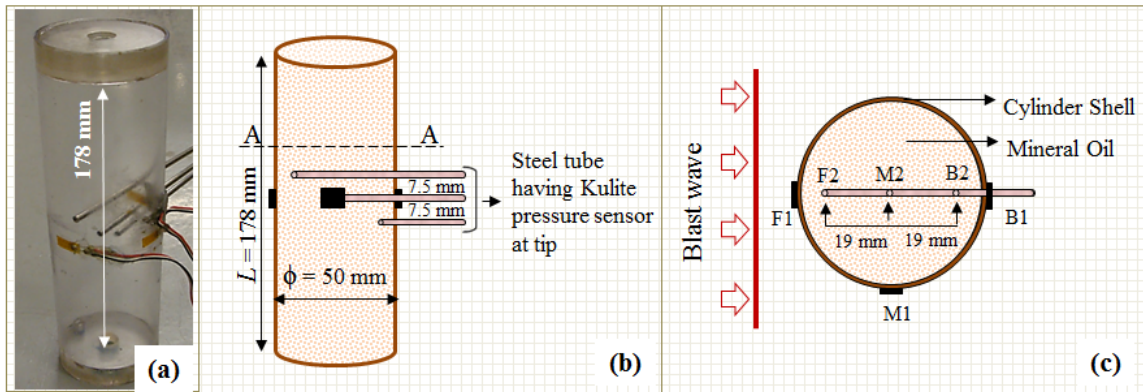 178 mm
(a)
A A
L = 178 mm
7.5 mm
7.5 mm
ϕ = 50 mm
Steel tube
having Kulite
pressure sensor
at tip
(b)
(c)
Blast wave
Cylinder Shell
Mineral Oil
F2 M2 B2
F1
B1
19 mm 19 mm
M1